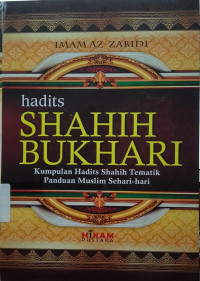 IMAM AZ-ZABIDI
hadits
SHAHIH
BUKHARI
Kumpulan Hadits Shahih Tematik
Panduan Muslim Sehari-hari
HIKAM
PUSTAKA